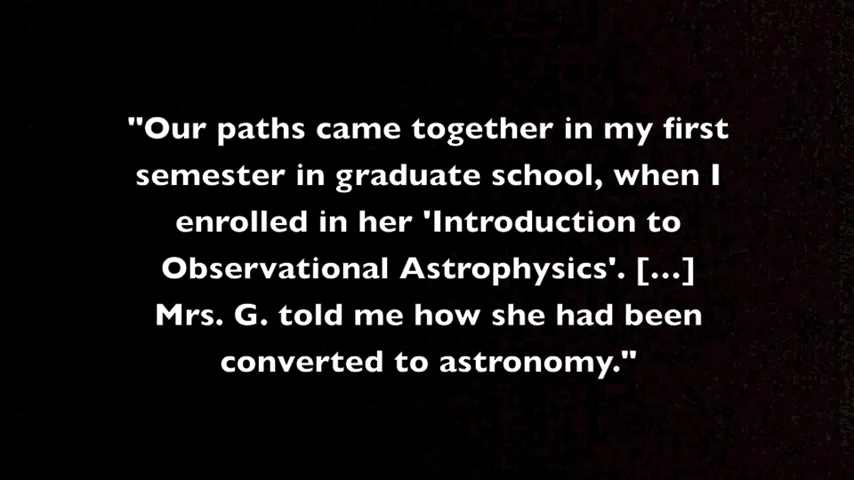 "Our paths came together in my first
semester in graduate school, when I
enrolled in her 'Introduction to
Observational Astrophysics'. [...]
Mrs. G. told me how she had been
converted to astronomy."